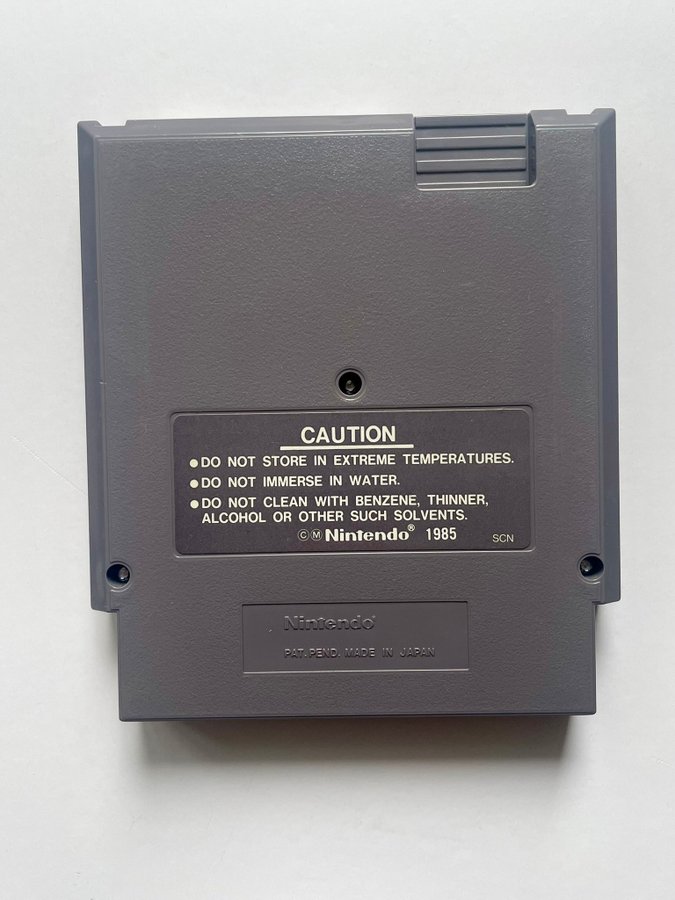 CAUTION
● DO NOT STORE IN EXTREME TEMPERATURES.
● DO NOT IMMERSE IN WATER.
● DO NOT CLEAN WITH BENZENE, THINNER,
ALCOHOL OR OTHER SUCH SOLVENTS.
ⒸⓂ Nintendo® 1985 SCN
Nintendo®
PAT. PEND. MADE IN JAPAN